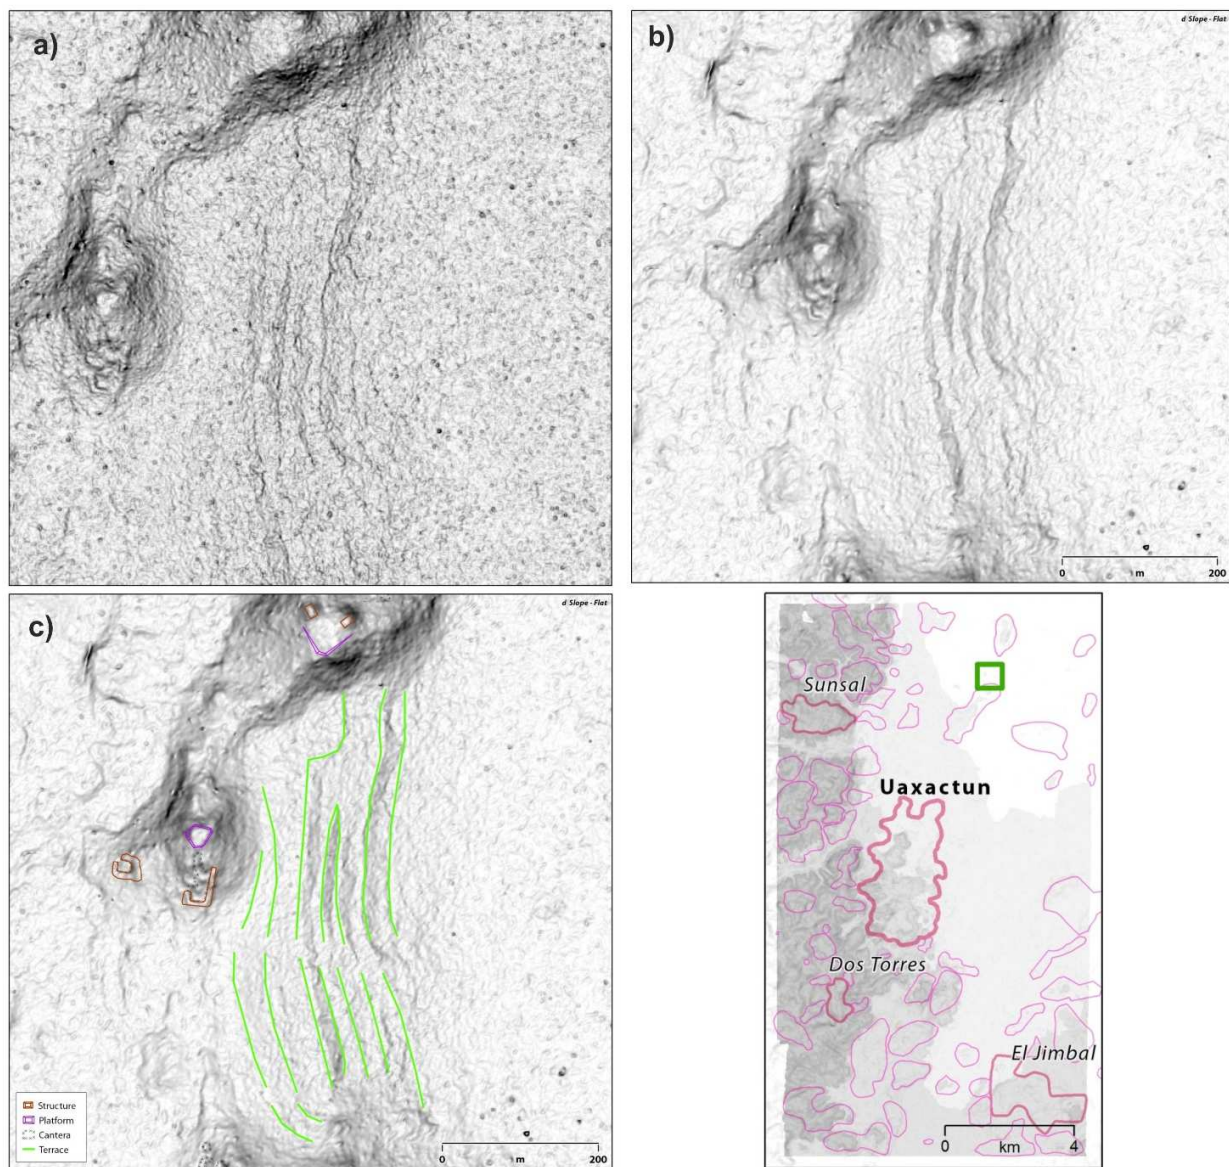 a)
b)
d Slope - Flat
0 m 200
c)
d Slope - Flat
Structure
Platform
Cantera
Terrace
0 m 200
Sunsal
Uaxactun
Dos Torres
El Jimbal
0 km 4